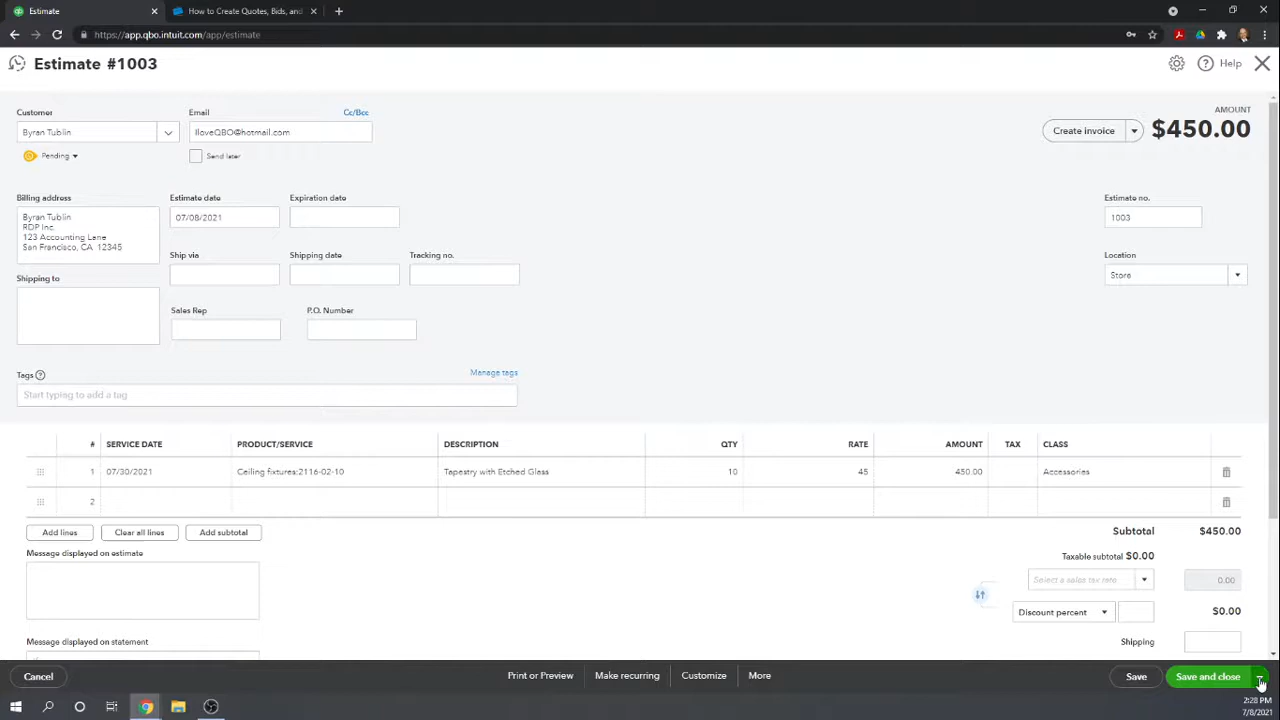 Estimate
How to Create Quotes, Bids, and
https://app.qbo.intuit.com/app/estimate
Estimate #1003
Help
Customer
Email
Cc/Bcc
AMOUNT
Byran Tublin
IloveQBO@hotmail.com
Create invoice
$450.00
Pending
Send later
Billing address
Estimate date
Expiration date
Estimate no.
Byran Tublin
RDP Inc.
123 Accounting Lane
San Francisco, CA 12345
07/08/2021
1003
Ship via
Shipping date
Tracking no.
Location
Store
Shipping to
Sales Rep
P.O. Number
Tags
Manage tags
Start typing to add a tag
# SERVICE DATE PRODUCT/SERVICE DESCRIPTION QTY RATE AMOUNT TAX CLASS
1 07/30/2021 Ceiling fixtures:2116-02-10 Tapestry with Etched Glass 10 45 450.00 Accessories
2
Add lines
Clear all lines
Add subtotal
Subtotal $450.00
Message displayed on estimate
Taxable subtotal $0.00
Select a sales tax rate
0.00
Discount percent
$0.00
Message displayed on statement
Shipping
Cancel
Print or Preview
Make recurring
Customize
More
Save
Save and close
2:28 PM
7/8/2021